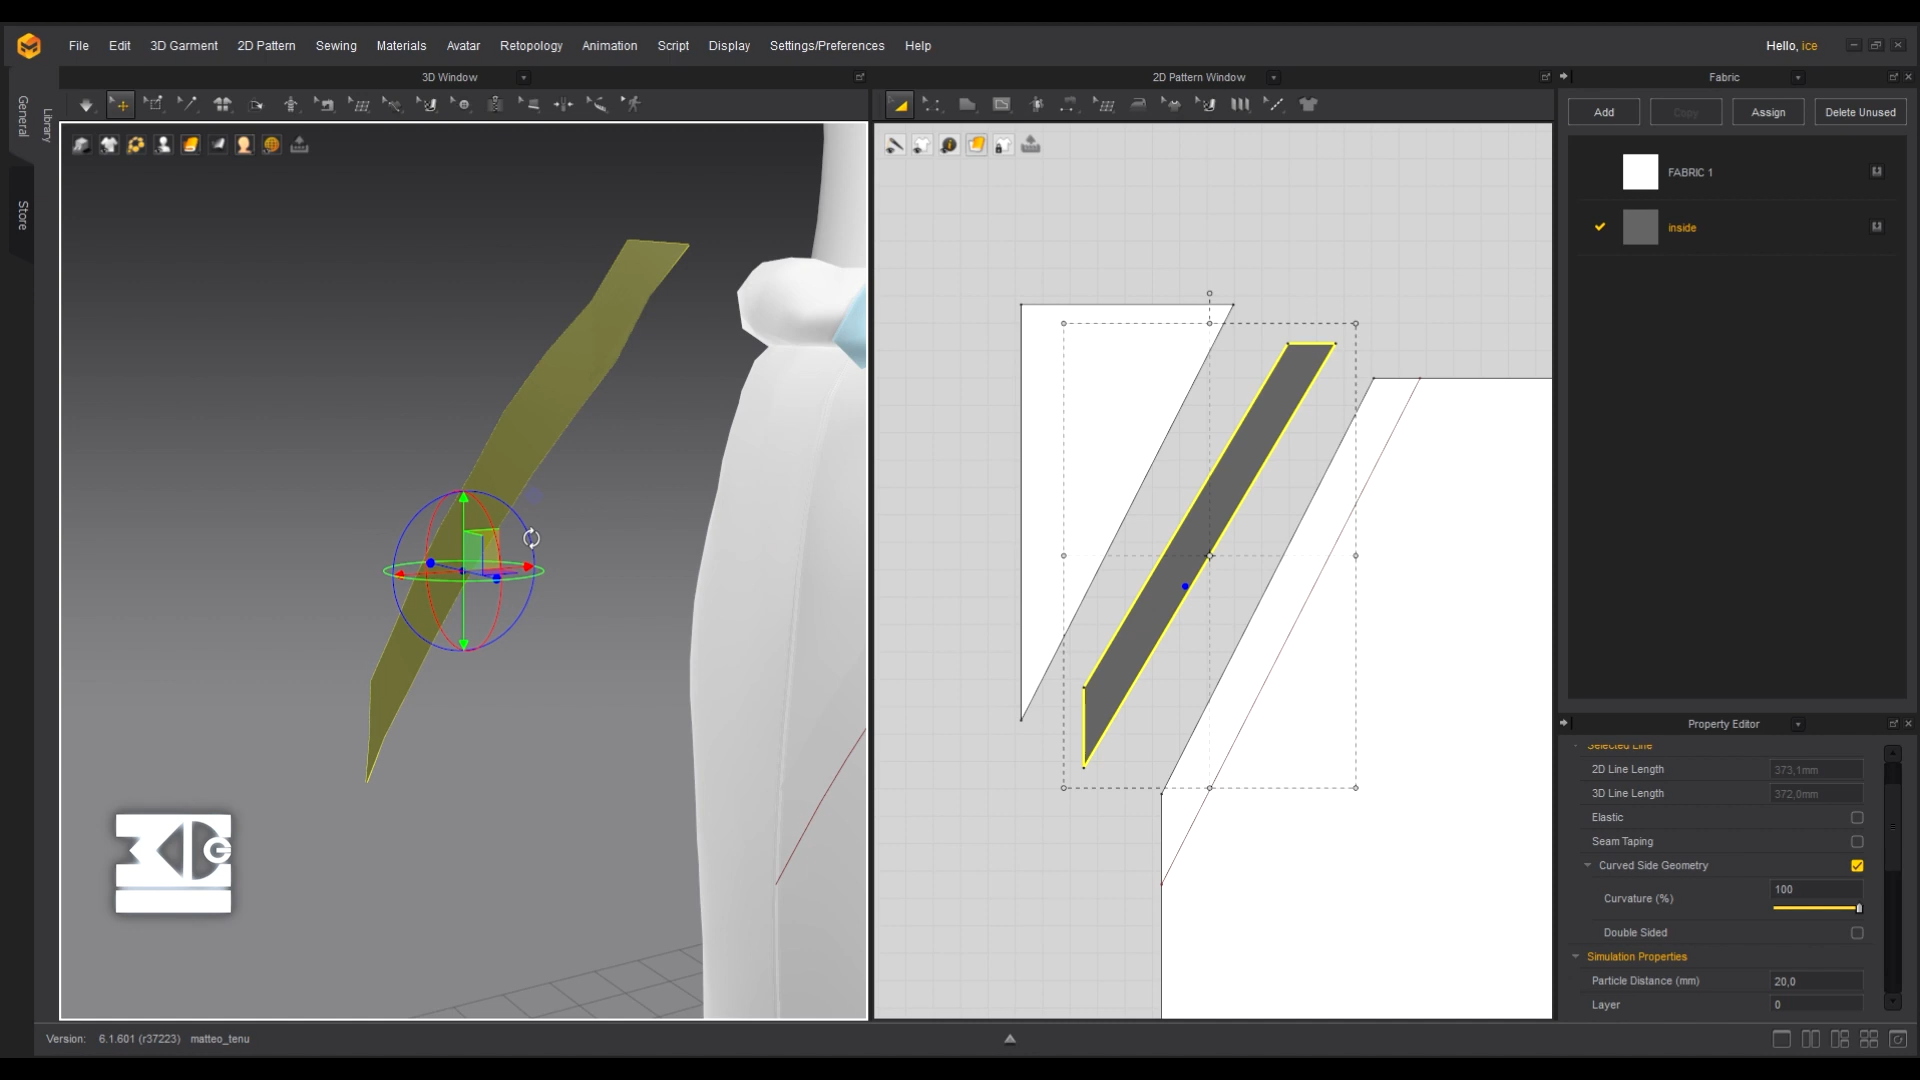 File Edit 3D Garment 2D Pattern Sewing Materials Avatar Retopology Animation Script Display Settings/Preferences Help Hello, ice
3D Window 2D Pattern Window Fabric
General
Library
Store
Add Copy Assign Delete Unused
FABRIC 1
inside
Property Editor
Selected Line
2D Line Length 373,1mm
3D Line Length 372,0mm
Elastic
Seam Taping
Curved Side Geometry
Curvature (%) 100
Double Sided
Simulation Properties
Particle Distance (mm) 20,0
Layer 0
Version: 6.1.601 (r37223) matteo_tenu